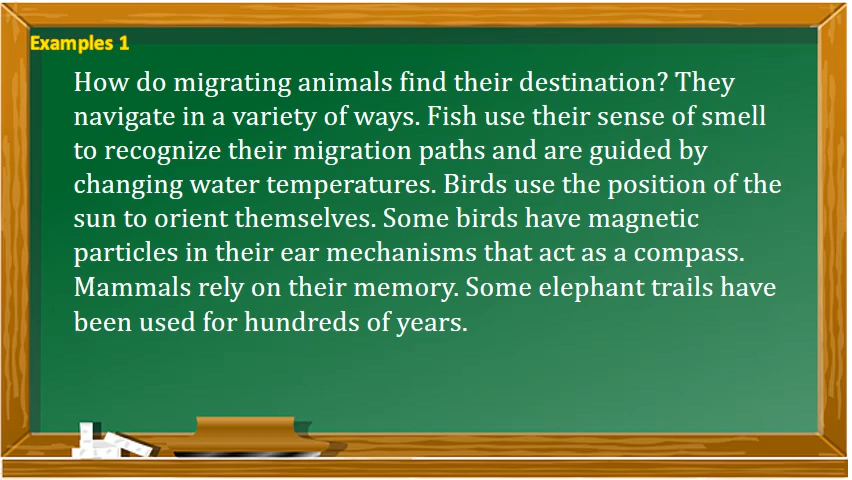 Examples 1
How do migrating animals find their destination? They
navigate in a variety of ways. Fish use their sense of smell
to recognize their migration paths and are guided by
changing water temperatures. Birds use the position of the
sun to orient themselves. Some birds have magnetic
particles in their ear mechanisms that act as a compass.
Mammals rely on their memory. Some elephant trails have
been used for hundreds of years.